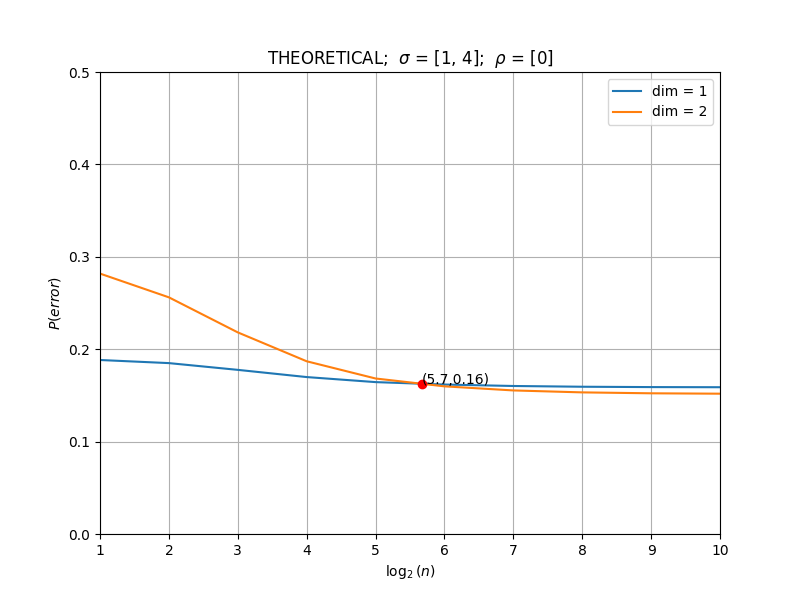 THEORETICAL;  σ = [1, 4];  ρ = [0]
dim = 1
dim = 2
0.5
0.4
0.3
0.2
0.1
0.0
P(error)
(5.7,0.16)
1 2 3 4 5 6 7 8 9 10
log₂(n)